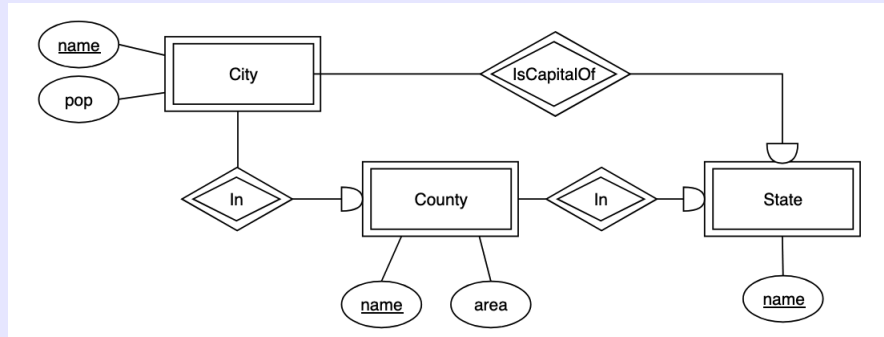 name
City
IsCapitalOf
pop
In
County
In
State
name
area
name